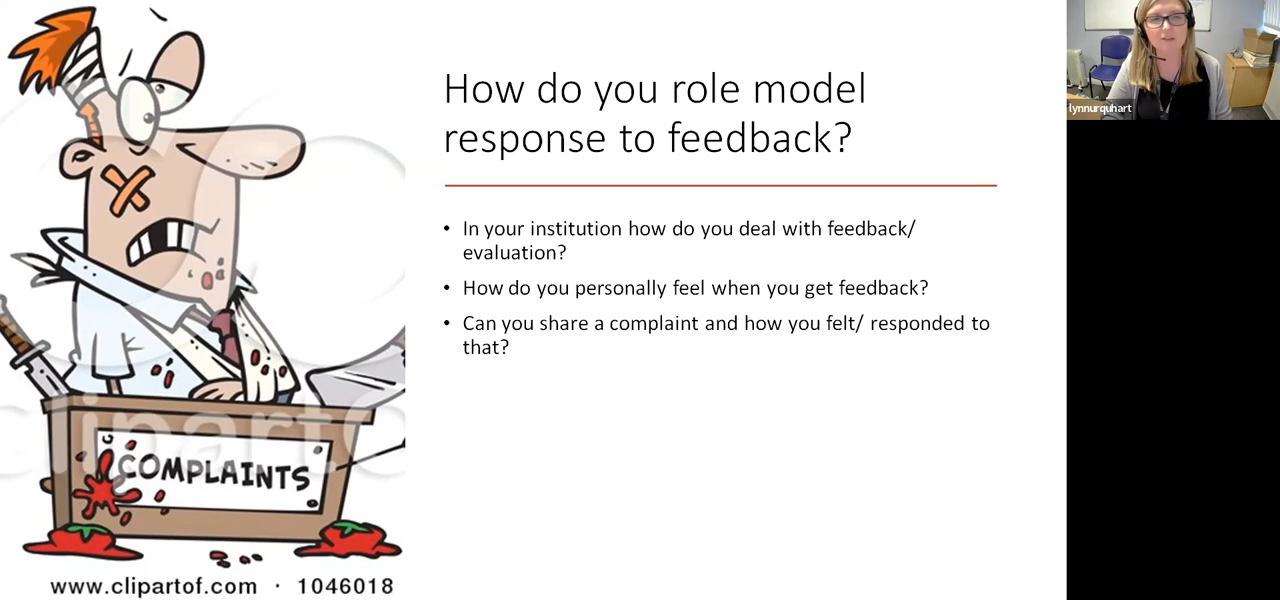 How do you role model
response to feedback?
• In your institution how do you deal with feedback/
evaluation?
• How do you personally feel when you get feedback?
• Can you share a complaint and how you felt/ responded to
that?
COMPLAINTS
clipartof
www.clipartof.com · 1046018
lynnurquhart